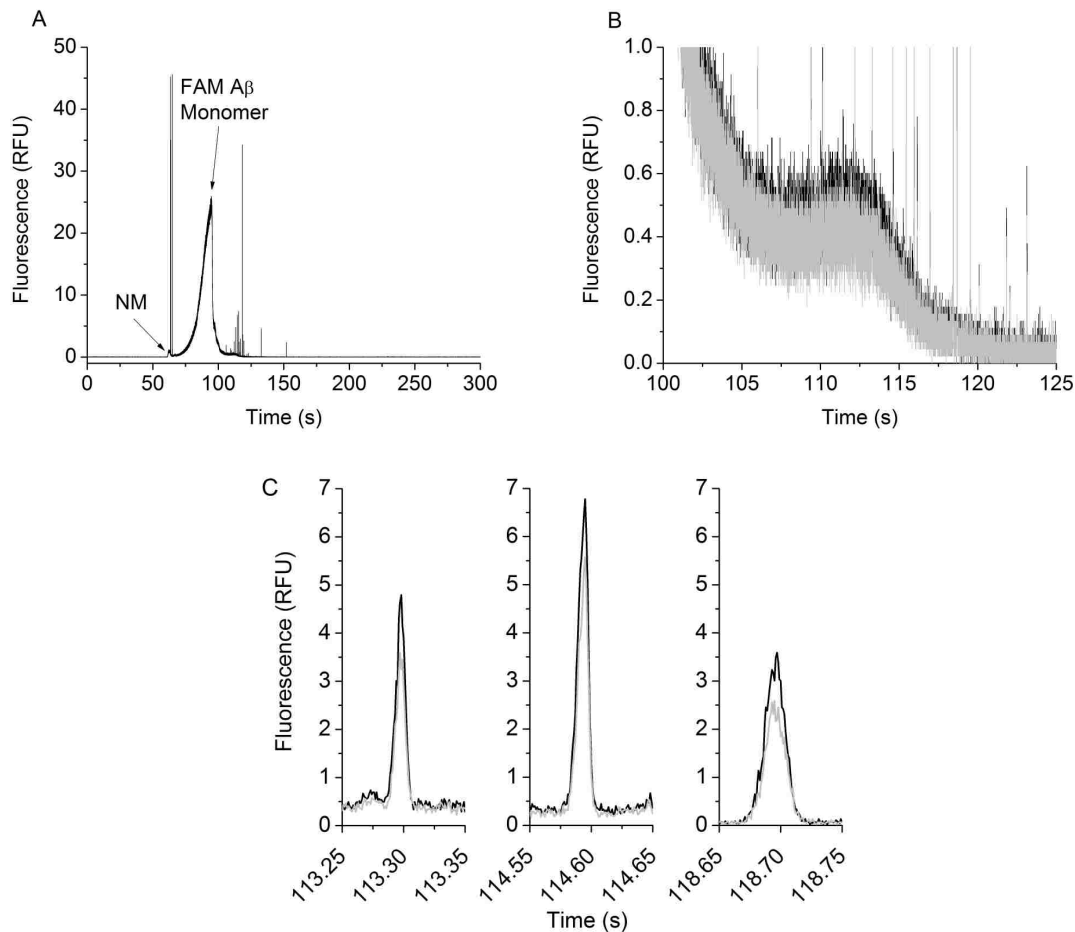 A
50
40
30
20
10
0
Fluorescence (RFU)
FAM Aβ
Monomer
NM
0 50 100 150 200 250 300
Time (s)
B
1.0
0.8
0.6
0.4
0.2
0.0
Fluorescence (RFU)
100 105 110 115 120 125
Time (s)
C
7
6
5
4
3
2
1
0
Fluorescence (RFU)
113.25 113.30 113.35
7
6
5
4
3
2
1
0
114.55 114.60 114.65
7
6
5
4
3
2
1
0
118.65 118.70 118.75
Time (s)